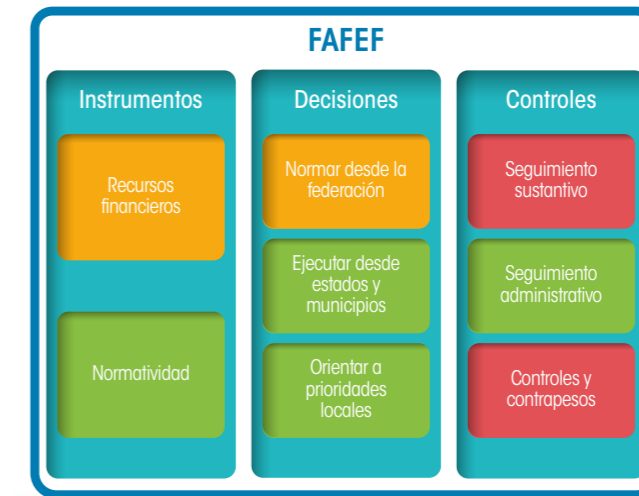 FAFEF
Instrumentos
Recursos
financieros
Normatividad
Decisiones
Normar desde la
federación
Ejecutar desde
estados y
municipios
Orientar a
prioridades
locales
Controles
Seguimiento
sustantivo
Seguimiento
administrativo
Controles y
contrapesos